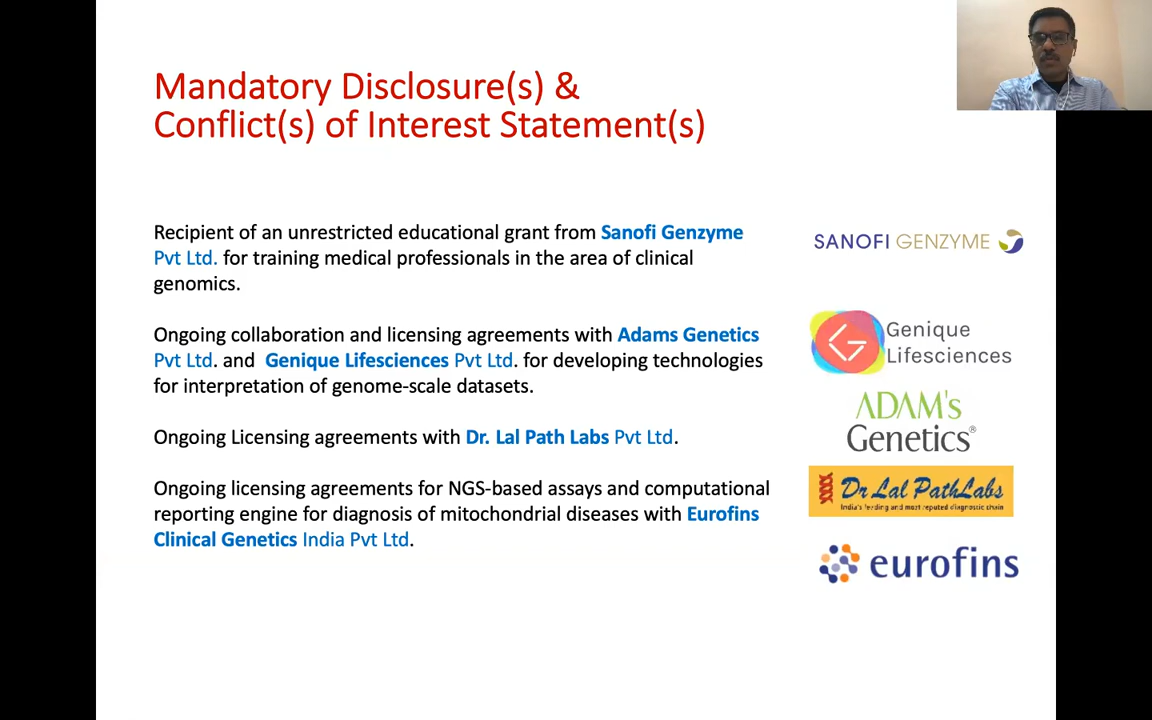 Mandatory Disclosure(s) &
Conflict(s) of Interest Statement(s)
Recipient of an unrestricted educational grant from Sanofi Genzyme
Pvt Ltd. for training medical professionals in the area of clinical
genomics.
Ongoing collaboration and licensing agreements with Adams Genetics
Pvt Ltd. and Genique Lifesciences Pvt Ltd. for developing technologies
for interpretation of genome-scale datasets.
Ongoing Licensing agreements with Dr. Lal Path Labs Pvt Ltd.
Ongoing licensing agreements for NGS-based assays and computational
reporting engine for diagnosis of mitochondrial diseases with Eurofins
Clinical Genetics India Pvt Ltd.
SANOFI GENZYME
Genique
Lifesciences
ADAM's
Genetics®
Dr Lal PathLabs
India's leading and most reputed diagnostic chain
eurofins